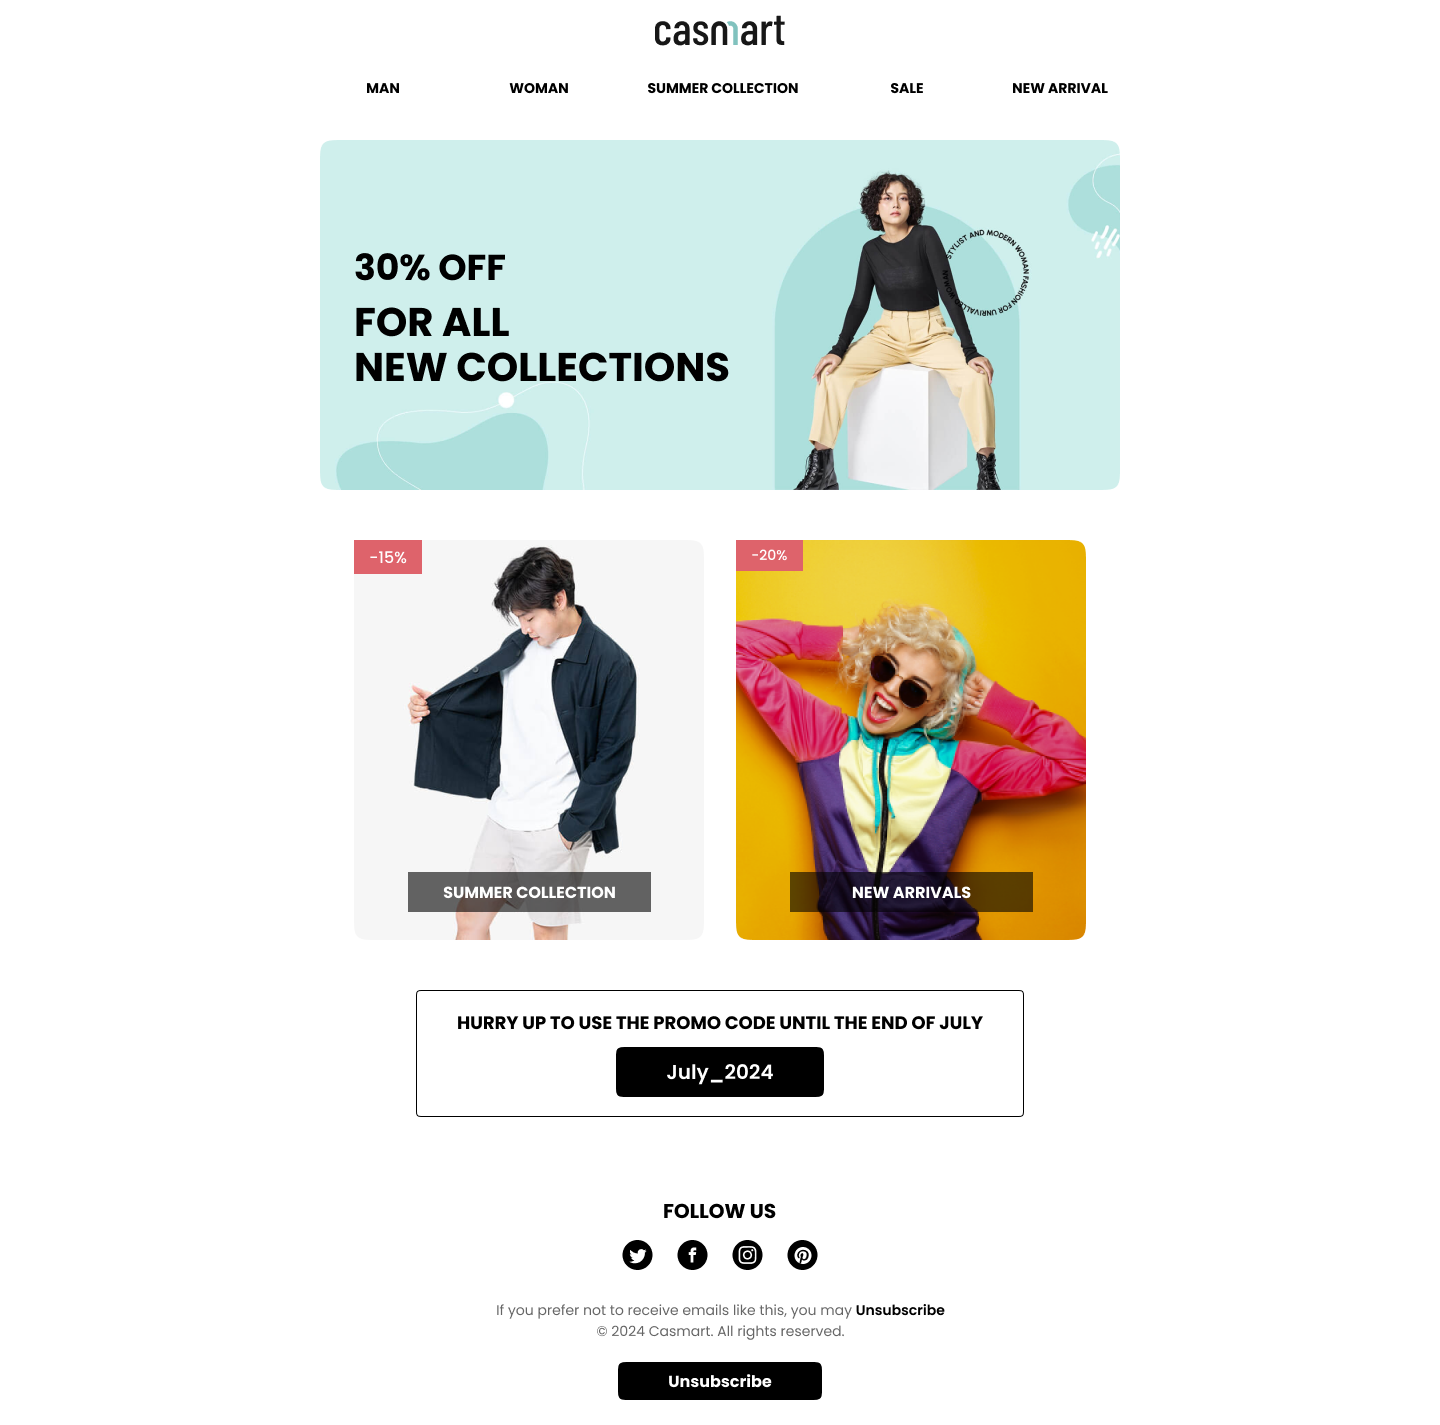 casmart
MAN
WOMAN
SUMMER COLLECTION
SALE
NEW ARRIVAL
30% OFF
FOR ALL
NEW COLLECTIONS
STYLIST AND MODERN WOMAN FASHION FOR UNRIVALLED WOMAN
-15%
-20%
SUMMER COLLECTION
NEW ARRIVALS
HURRY UP TO USE THE PROMO CODE UNTIL THE END OF JULY
July_2024
FOLLOW US
If you prefer not to receive emails like this, you may Unsubscribe
© 2024 Casmart. All rights reserved.
Unsubscribe